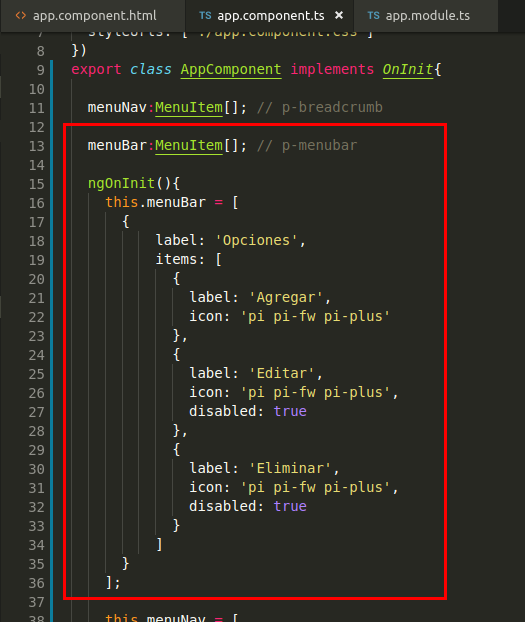 <> app.component.html TS app.component.ts × TS app.module.ts
7 styleUrls: ['./app.component.css']
8 })
9 export class AppComponent implements OnInit{
10
11 menuNav:MenuItem[]; // p-breadcrumb
12
13 menuBar:MenuItem[]; // p-menubar
14
15 ngOnInit(){
16 this.menuBar = [
17 {
18 label: 'Opciones',
19 items: [
20 {
21 label: 'Agregar',
22 icon: 'pi pi-fw pi-plus'
23 },
24 {
25 label: 'Editar',
26 icon: 'pi pi-fw pi-plus',
27 disabled: true
28 },
29 {
30 label: 'Eliminar',
31 icon: 'pi pi-fw pi-plus',
32 disabled: true
33 }
34 ]
35 }
36 ];
37
38 this.menuNav = [